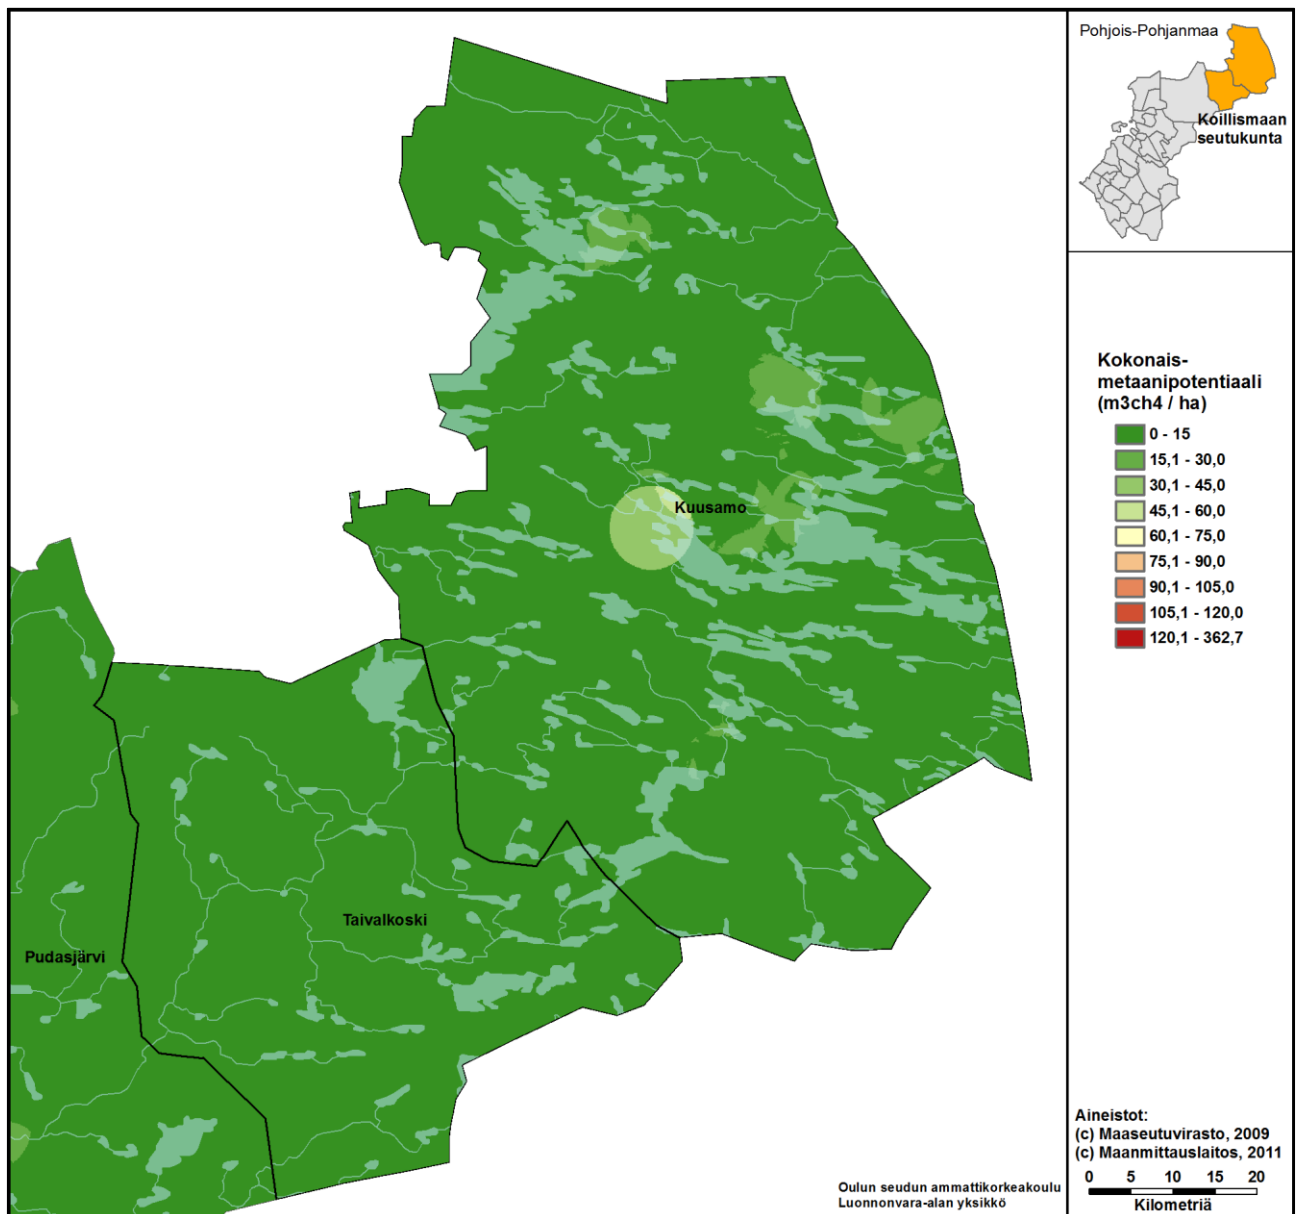 Pohjois-Pohjanmaa
Koillismaan
seutukunta
Kokonais-
metaanipotentiaali
(m3ch4 / ha)
0 - 15
15,1 - 30,0
30,1 - 45,0
45,1 - 60,0
60,1 - 75,0
75,1 - 90,0
90,1 - 105,0
105,1 - 120,0
120,1 - 362,7
Kuusamo
Taivalkoski
Pudasjärvi
Aineistot:
(c) Maaseutuvirasto, 2009
(c) Maanmittauslaitos, 2011
0 5 10 15 20
Kilometriä
Oulun seudun ammattikorkeakoulu
Luonnonvara-alan yksikkö